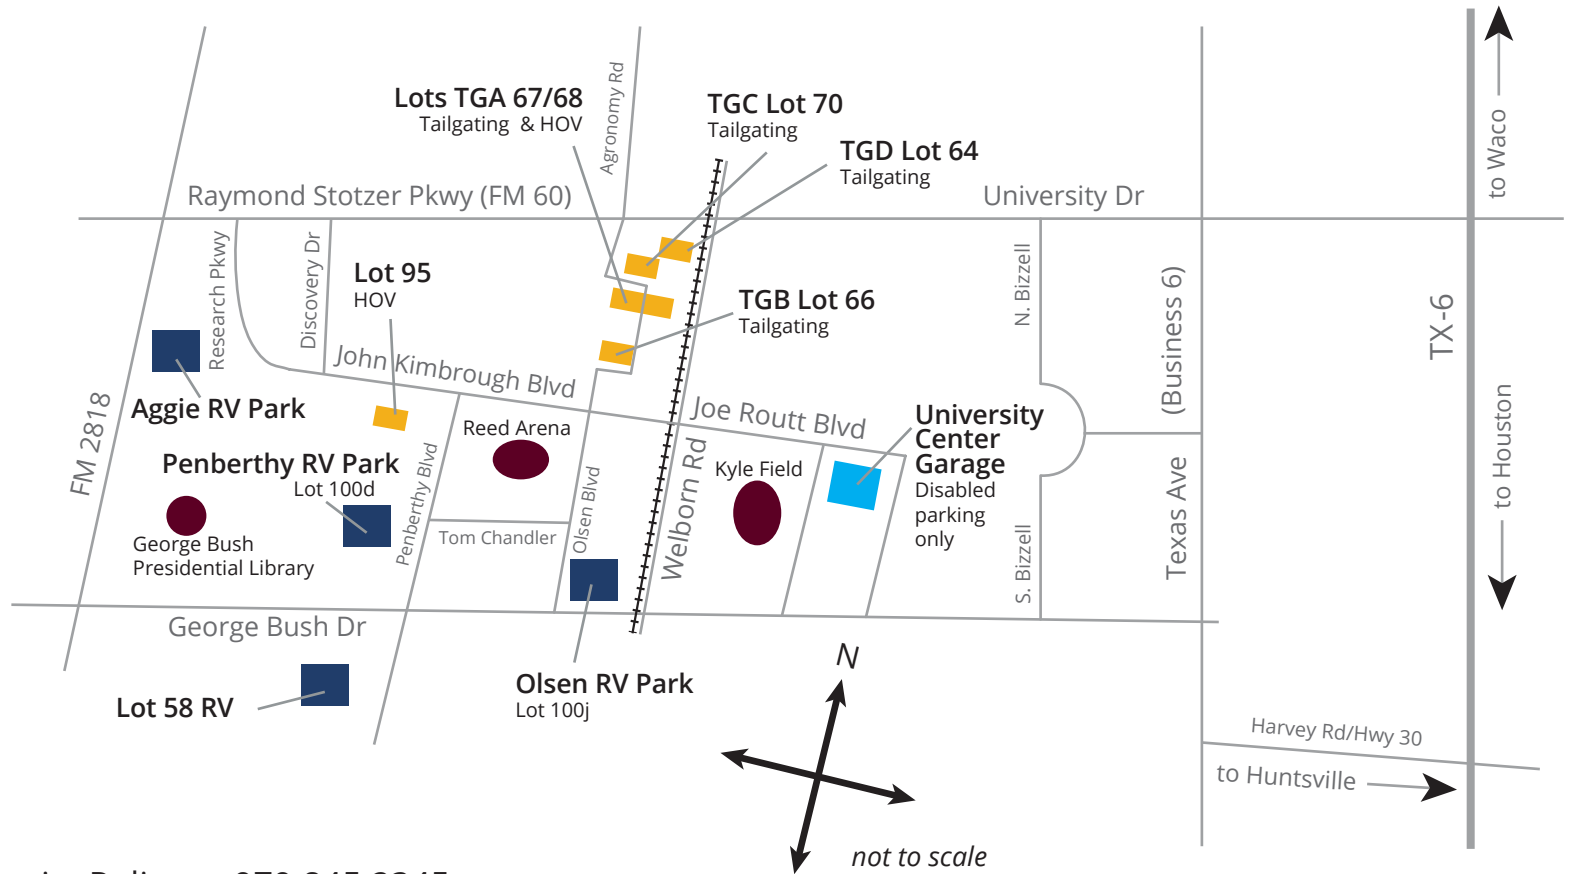 Lots TGA 67/68
Tailgating & HOV
Agronomy Rd
TGC Lot 70
Tailgating
TGD Lot 64
Tailgating
to Waco
Raymond Stotzer Pkwy (FM 60)
University Dr
Research Pkwy
Discovery Dr
Lot 95
HOV
TGB Lot 66
Tailgating
N. Bizzell
(Business 6)
TX-6
John Kimbrough Blvd
Aggie RV Park
FM 2818
Joe Routt Blvd
University
Center
Garage
Disabled
parking
only
to Houston
Reed Arena
Kyle Field
Penberthy RV Park
Lot 100d
Penberthy Blvd
Tom Chandler
Olsen Blvd
Welborn Rd
George Bush
Presidential Library
S. Bizzell
Texas Ave
George Bush Dr
Lot 58 RV
Olsen RV Park
Lot 100j
N
Harvey Rd/Hwy 30
to Huntsville
not to scale